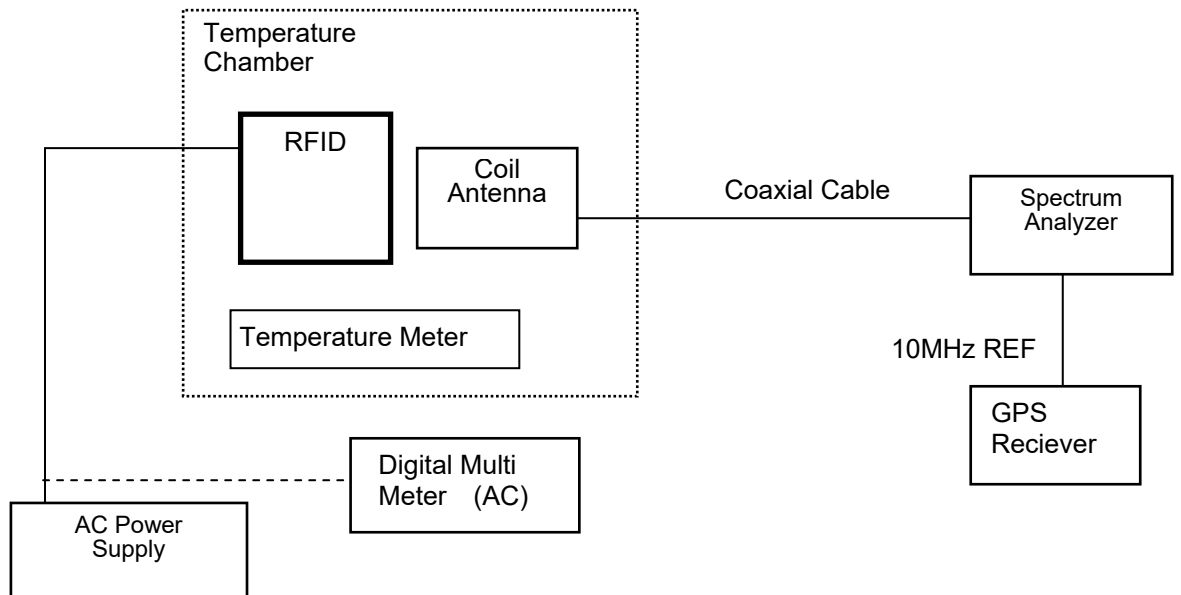 Temperature
Chamber
RFID
Coil
Antenna
Coaxial Cable
Spectrum
Analyzer
Temperature Meter
10MHz REF
GPS
Reciever
Digital Multi
Meter (AC)
AC Power
Supply